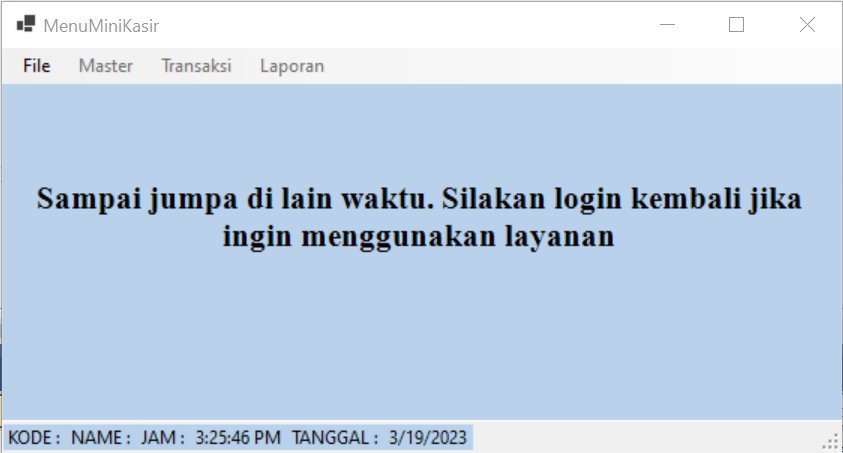 MenuMiniKasir
File Master Transaksi Laporan
Sampai jumpa di lain waktu. Silakan login kembali jika
ingin menggunakan layanan
KODE : NAME : JAM : 3:25:46 PM TANGGAL : 3/19/2023